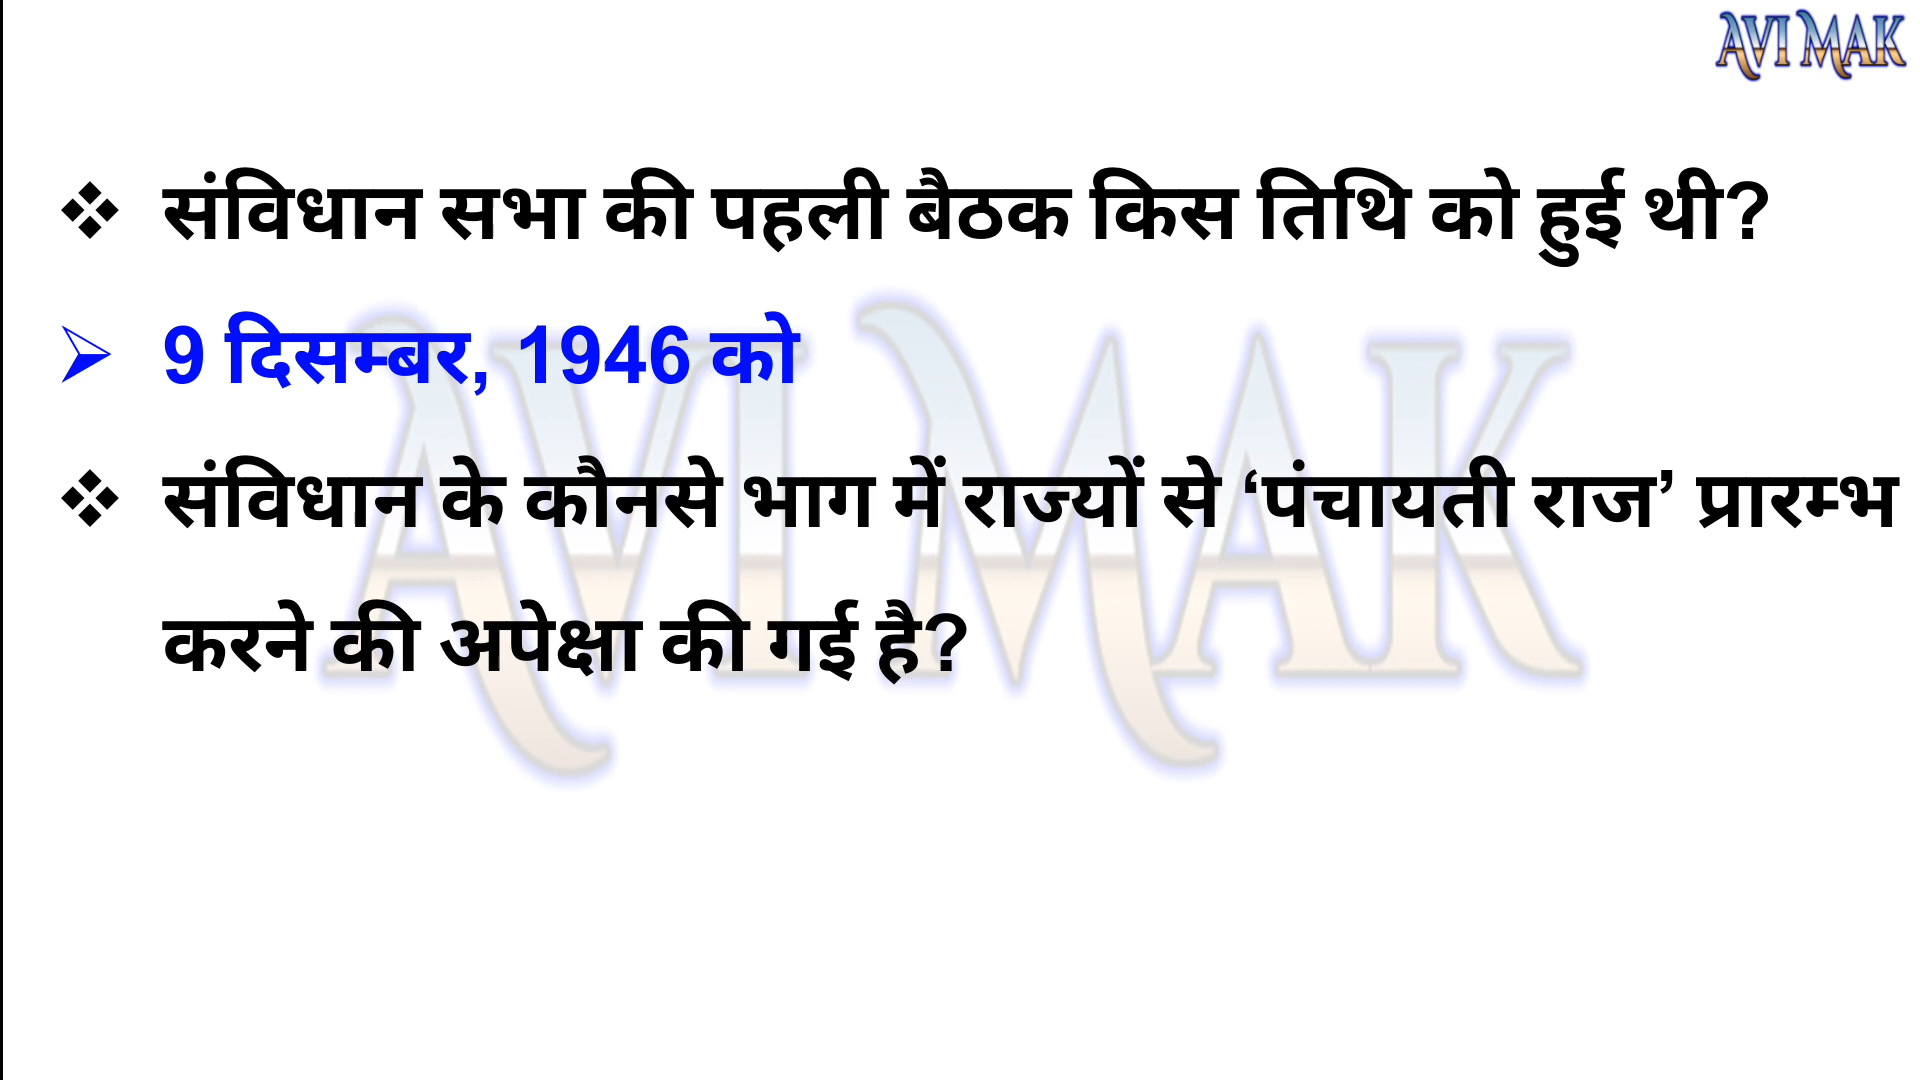 AVI MAK
❖ संविधान सभा की पहली बैठक किस तिथि को हुई थी?
➢ 9 दिसम्बर, 1946 को
❖ संविधान के कौनसे भाग में राज्यों से ‘पंचायती राज’ प्रारम्भ
करने की अपेक्षा की गई है?
AVI MAK